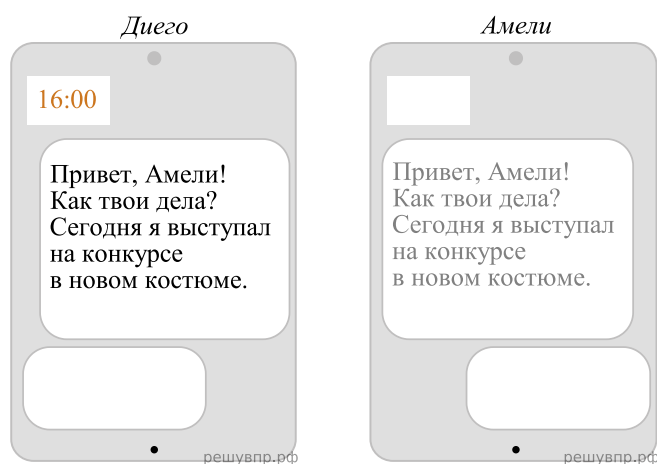 Диего
16:00
Привет, Амели!
Как твои дела?
Сегодня я выступал
на конкурсе
в новом костюме.
решувпр.рф
Амели
Привет, Амели!
Как твои дела?
Сегодня я выступал
на конкурсе
в новом костюме.
решувпр.рф